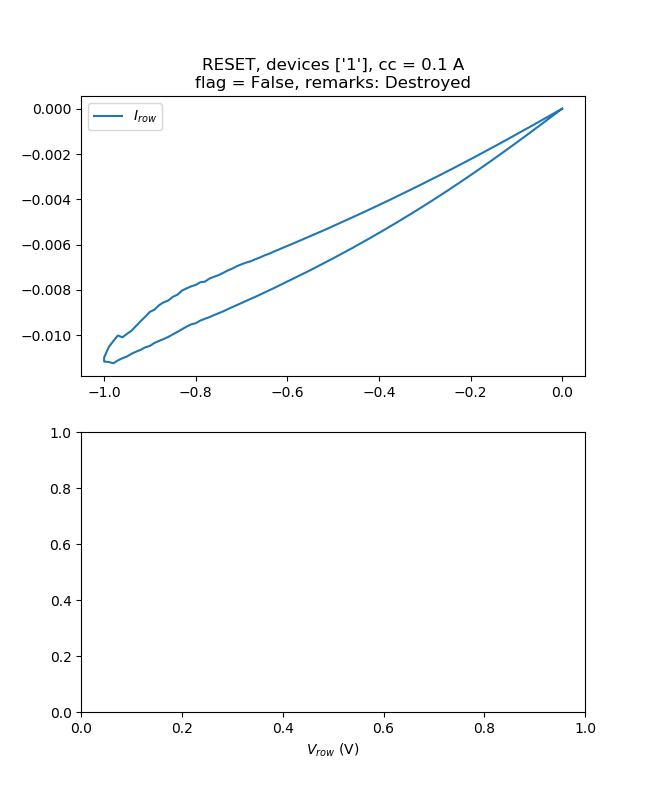 RESET, devices ['1'], cc = 0.1 A
flag = False, remarks: Destroyed
I_row
0.000
−0.002
−0.004
−0.006
−0.008
−0.010
−1.0 −0.8 −0.6 −0.4 −0.2 0.0
1.0
0.8
0.6
0.4
0.2
0.0
0.0 0.2 0.4 0.6 0.8 1.0
V_row (V)